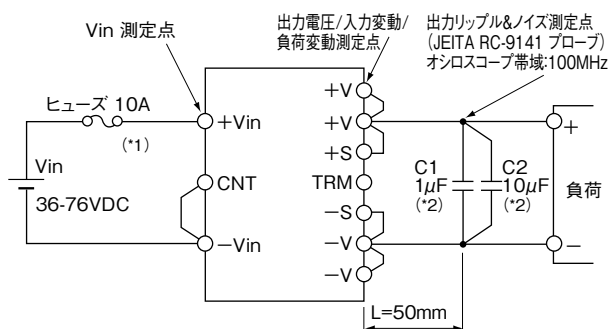 Vin 測定点
出力電圧/入力変動/
負荷変動測定点
出力リップル&ノイズ測定点
(JEITA RC-9141 プローブ)
オシロスコープ帯域:100MHz
ヒューズ 10A
(*1)
Vin
36-76VDC
+Vin
CNT
−Vin
+V
+V
+S
TRM
−S
−V
−V
C1
1μF
(*2)
C2
10μF
(*2)
+
負荷
−
L=50mm